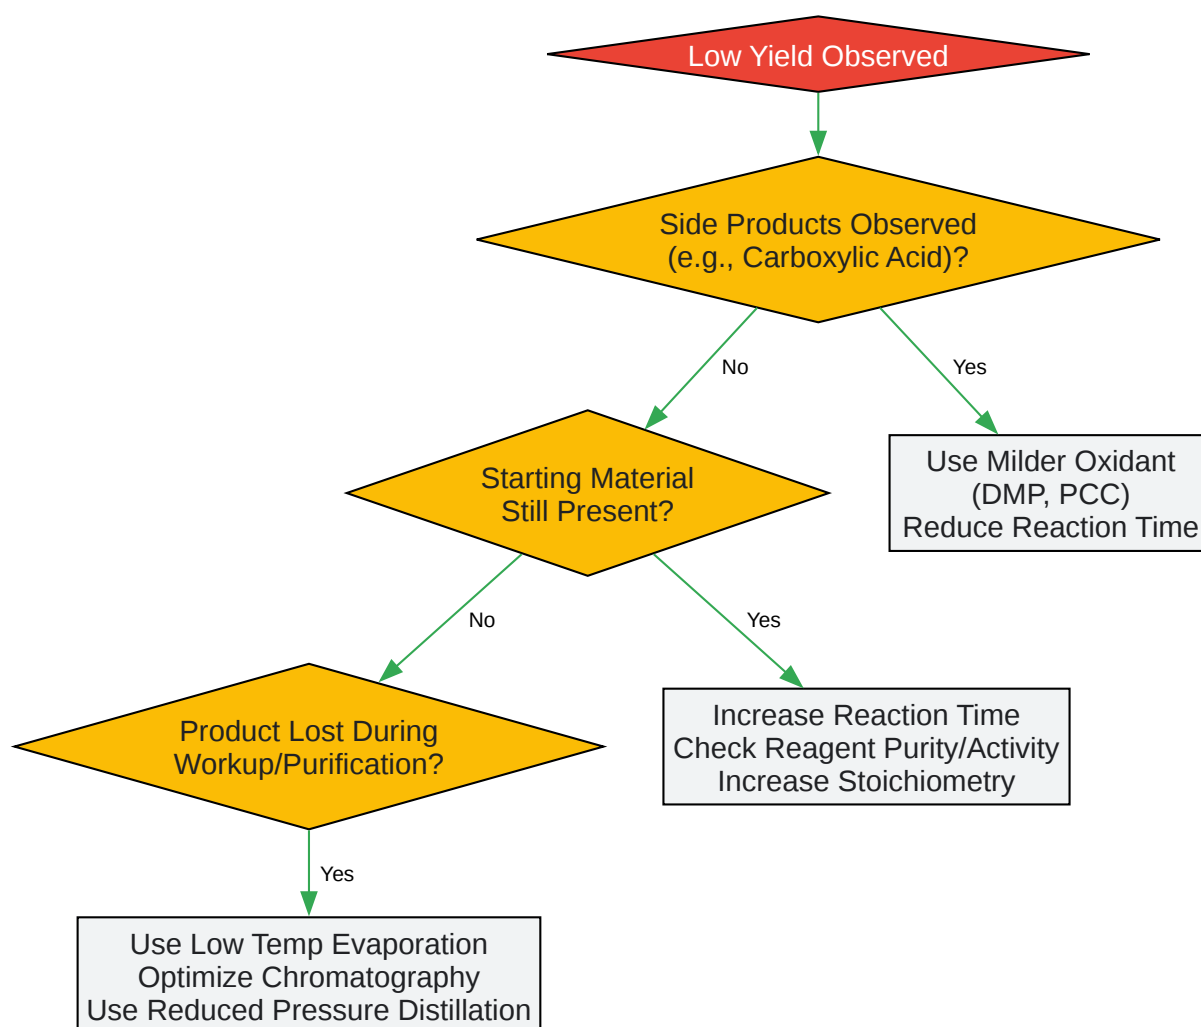 Low Yield Observed
Side Products Observed
(e.g., Carboxylic Acid)?
No
Yes
Starting Material
Still Present?
Use Milder Oxidant
(DMP, PCC)
Reduce Reaction Time
No
Yes
Product Lost During
Workup/Purification?
Increase Reaction Time
Check Reagent Purity/Activity
Increase Stoichiometry
Yes
Use Low Temp Evaporation
Optimize Chromatography
Use Reduced Pressure Distillation